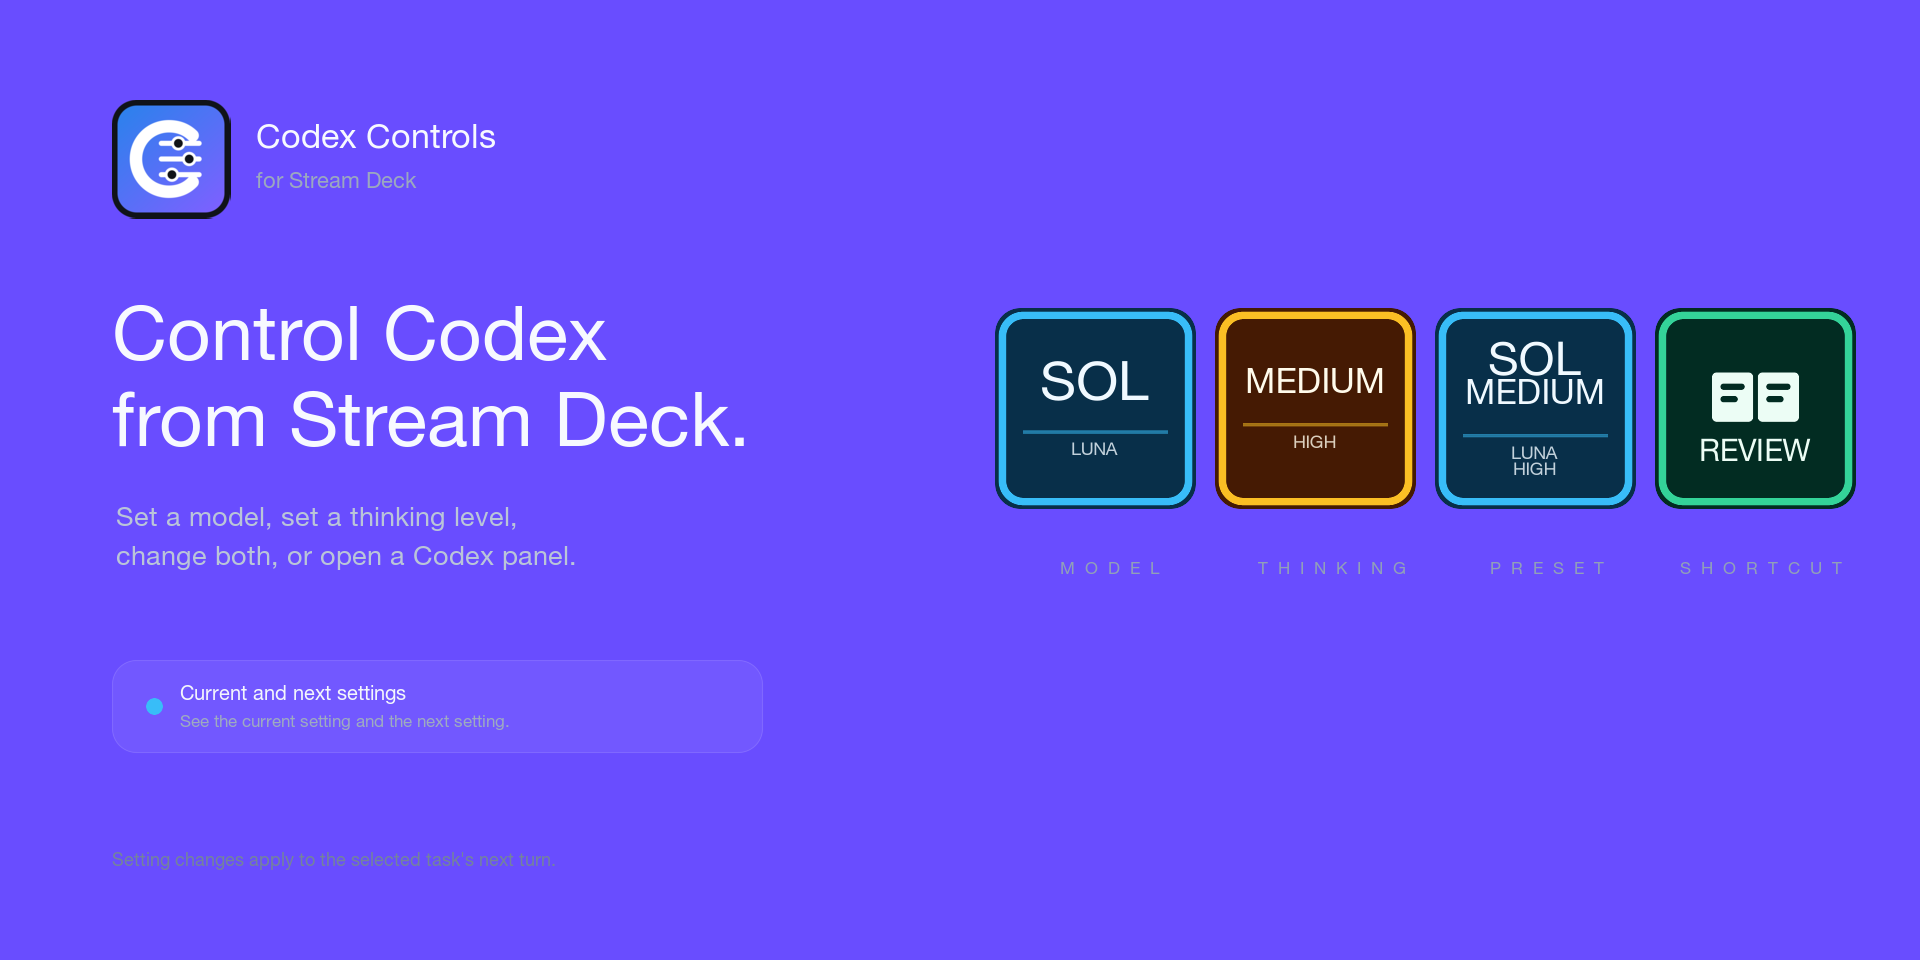 Codex Controls
for Stream Deck
Control Codex
from Stream Deck.
Set a model, set a thinking level,
change both, or open a Codex panel.
Current and next settings
See the current setting and the next setting.
Setting changes apply to the selected task's next turn.
SOL
LUNA
MODEL
MEDIUM
HIGH
THINKING
SOL
MEDIUM
LUNA
HIGH
PRESET
REVIEW
SHORTCUT